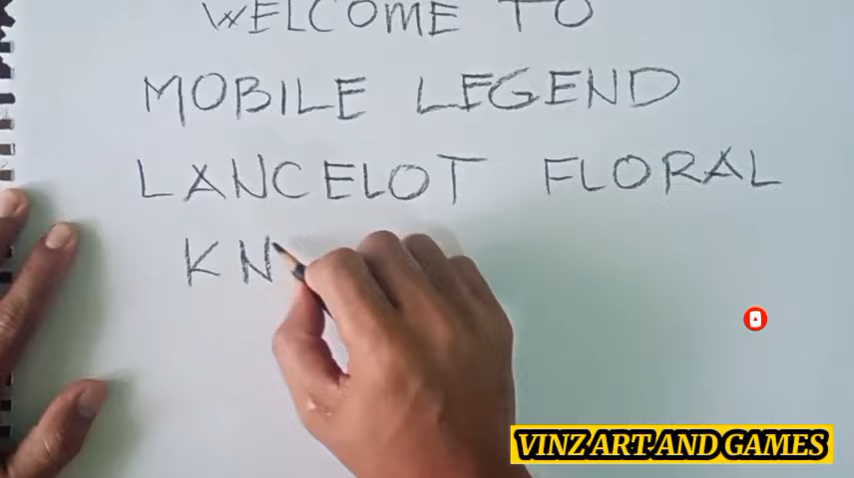 WELCOME TO
MOBILE LEGEND
LANCELOT FLORAL
KN
VINZ ART AND GAMES